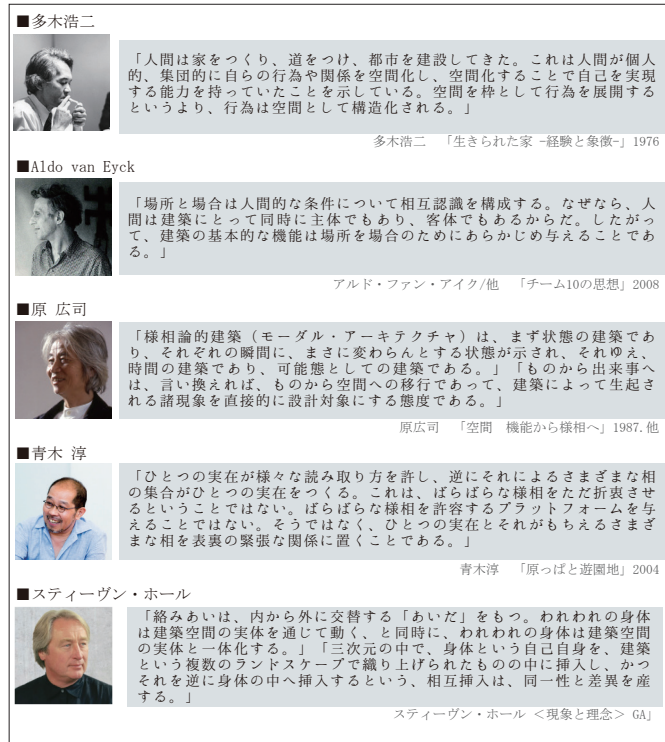 ■多木浩二
「人間は家をつくり、道をつけ、都市を建設してきた。これは人間が個人
的、集団的に自らの行為や関係を空間化し、空間化することで自己を実現
する能力を持っていたことを示している。空間を枠として行為を展開する
というより、行為は空間として構造化される。」
多木浩二 「生きられた家 -経験と象徴-」1976
■Aldo van Eyck
「場所と場合は人間的な条件について相互認識を構成する。なぜなら、人
間は建築にとって同時に主体でもあり、客体でもあるからだ。したがっ
て、建築の基本的な機能は場所を場合のためにあらかじめ与えることであ
る。」
アルド・ファン・アイク/他 「チーム10の思想」2008
■原 広司
「様相論的建築（モーダル・アーキテクチャ）は、まず状態の建築であ
り、それぞれの瞬間に、まさに変わらんとする状態が示され、それゆえ、
時間の建築であり、可能態としての建築である。」「ものから出来事へ
は、言い換えれば、ものから空間への移行であって、建築によって生起さ
れる諸現象を直接的に設計対象にする態度である。」
原広司 「空間 機能から様相へ」1987.他
■青木 淳
「ひとつの実在が様々な読み取り方を許し、逆にそれによるさまざまな相
の集合がひとつの実在をつくる。これは、ばらばらな様相をただ折衷させ
るということではない。ばらばらな様相を許容するプラットフォームを与
えることではない。そうではなく、ひとつの実在とそれがもちえるさまざ
まな相を表裏の緊張な関係に置くことである。」
青木淳 「原っぱと遊園地」2004
■スティーヴン・ホール
「絡みあいは、内から外に交替する「あいだ」をもつ。われわれの身体
は建築空間の実体を通じて動く、と同時に、われわれの身体は建築空間
の実体と一体化する。」「三次元の中で、身体という自己自身を、建築
という複数のランドスケープで織り上げられたものの中に挿入し、かつ
それを逆に身体の中へ挿入するという、相互挿入は、同一性と差異を産
する。」
スティーヴン・ホール ＜現象と理念＞ GA」